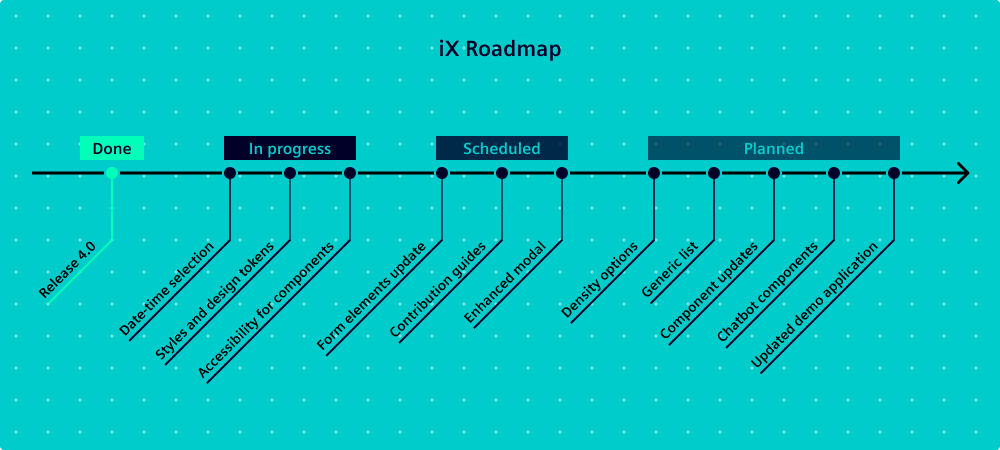 iX Roadmap
Done
In progress
Scheduled
Planned
Release 4.0
Date-time selection
Styles and design tokens
Accessibility for components
Form elements update
Contribution guides
Enhanced modal
Density options
Generic list
Component updates
Chatbot components
Updated demo application